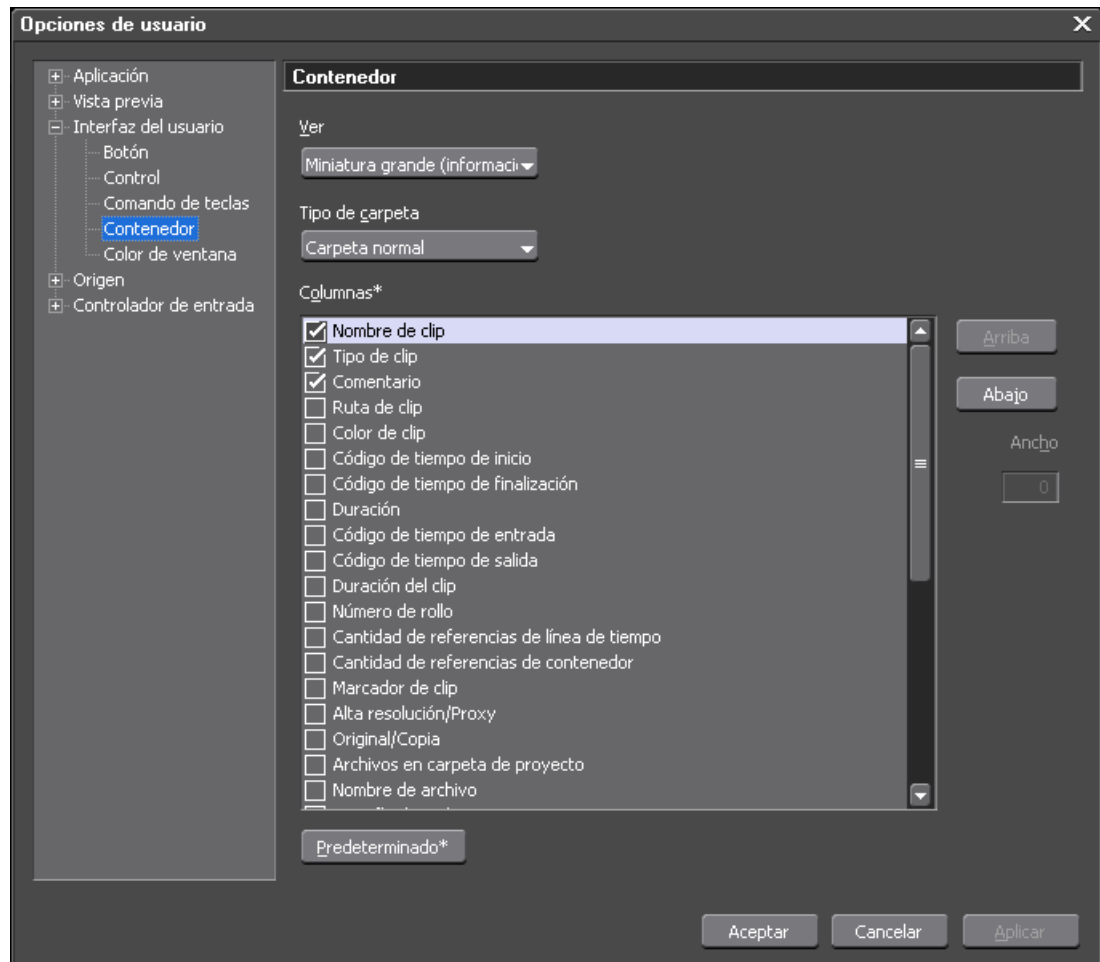 Opciones de usuario
Aplicación
Vista previa
Interfaz del usuario
Botón
Control
Comando de teclas
Contenedor
Color de ventana
Origen
Controlador de entrada
Contenedor
Ver
Miniatura grande (informaci
Tipo de carpeta
Carpeta normal
Columnas*
Nombre de clip
Tipo de clip
Comentario
Ruta de clip
Color de clip
Código de tiempo de inicio
Código de tiempo de finalización
Duración
Código de tiempo de entrada
Código de tiempo de salida
Duración del clip
Número de rollo
Cantidad de referencias de línea de tiempo
Cantidad de referencias de contenedor
Marcador de clip
Alta resolución/Proxy
Original/Copia
Archivos en carpeta de proyecto
Nombre de archivo
Arriba
Abajo
Ancho
0
Predeterminado*
Aceptar
Cancelar
Aplicar